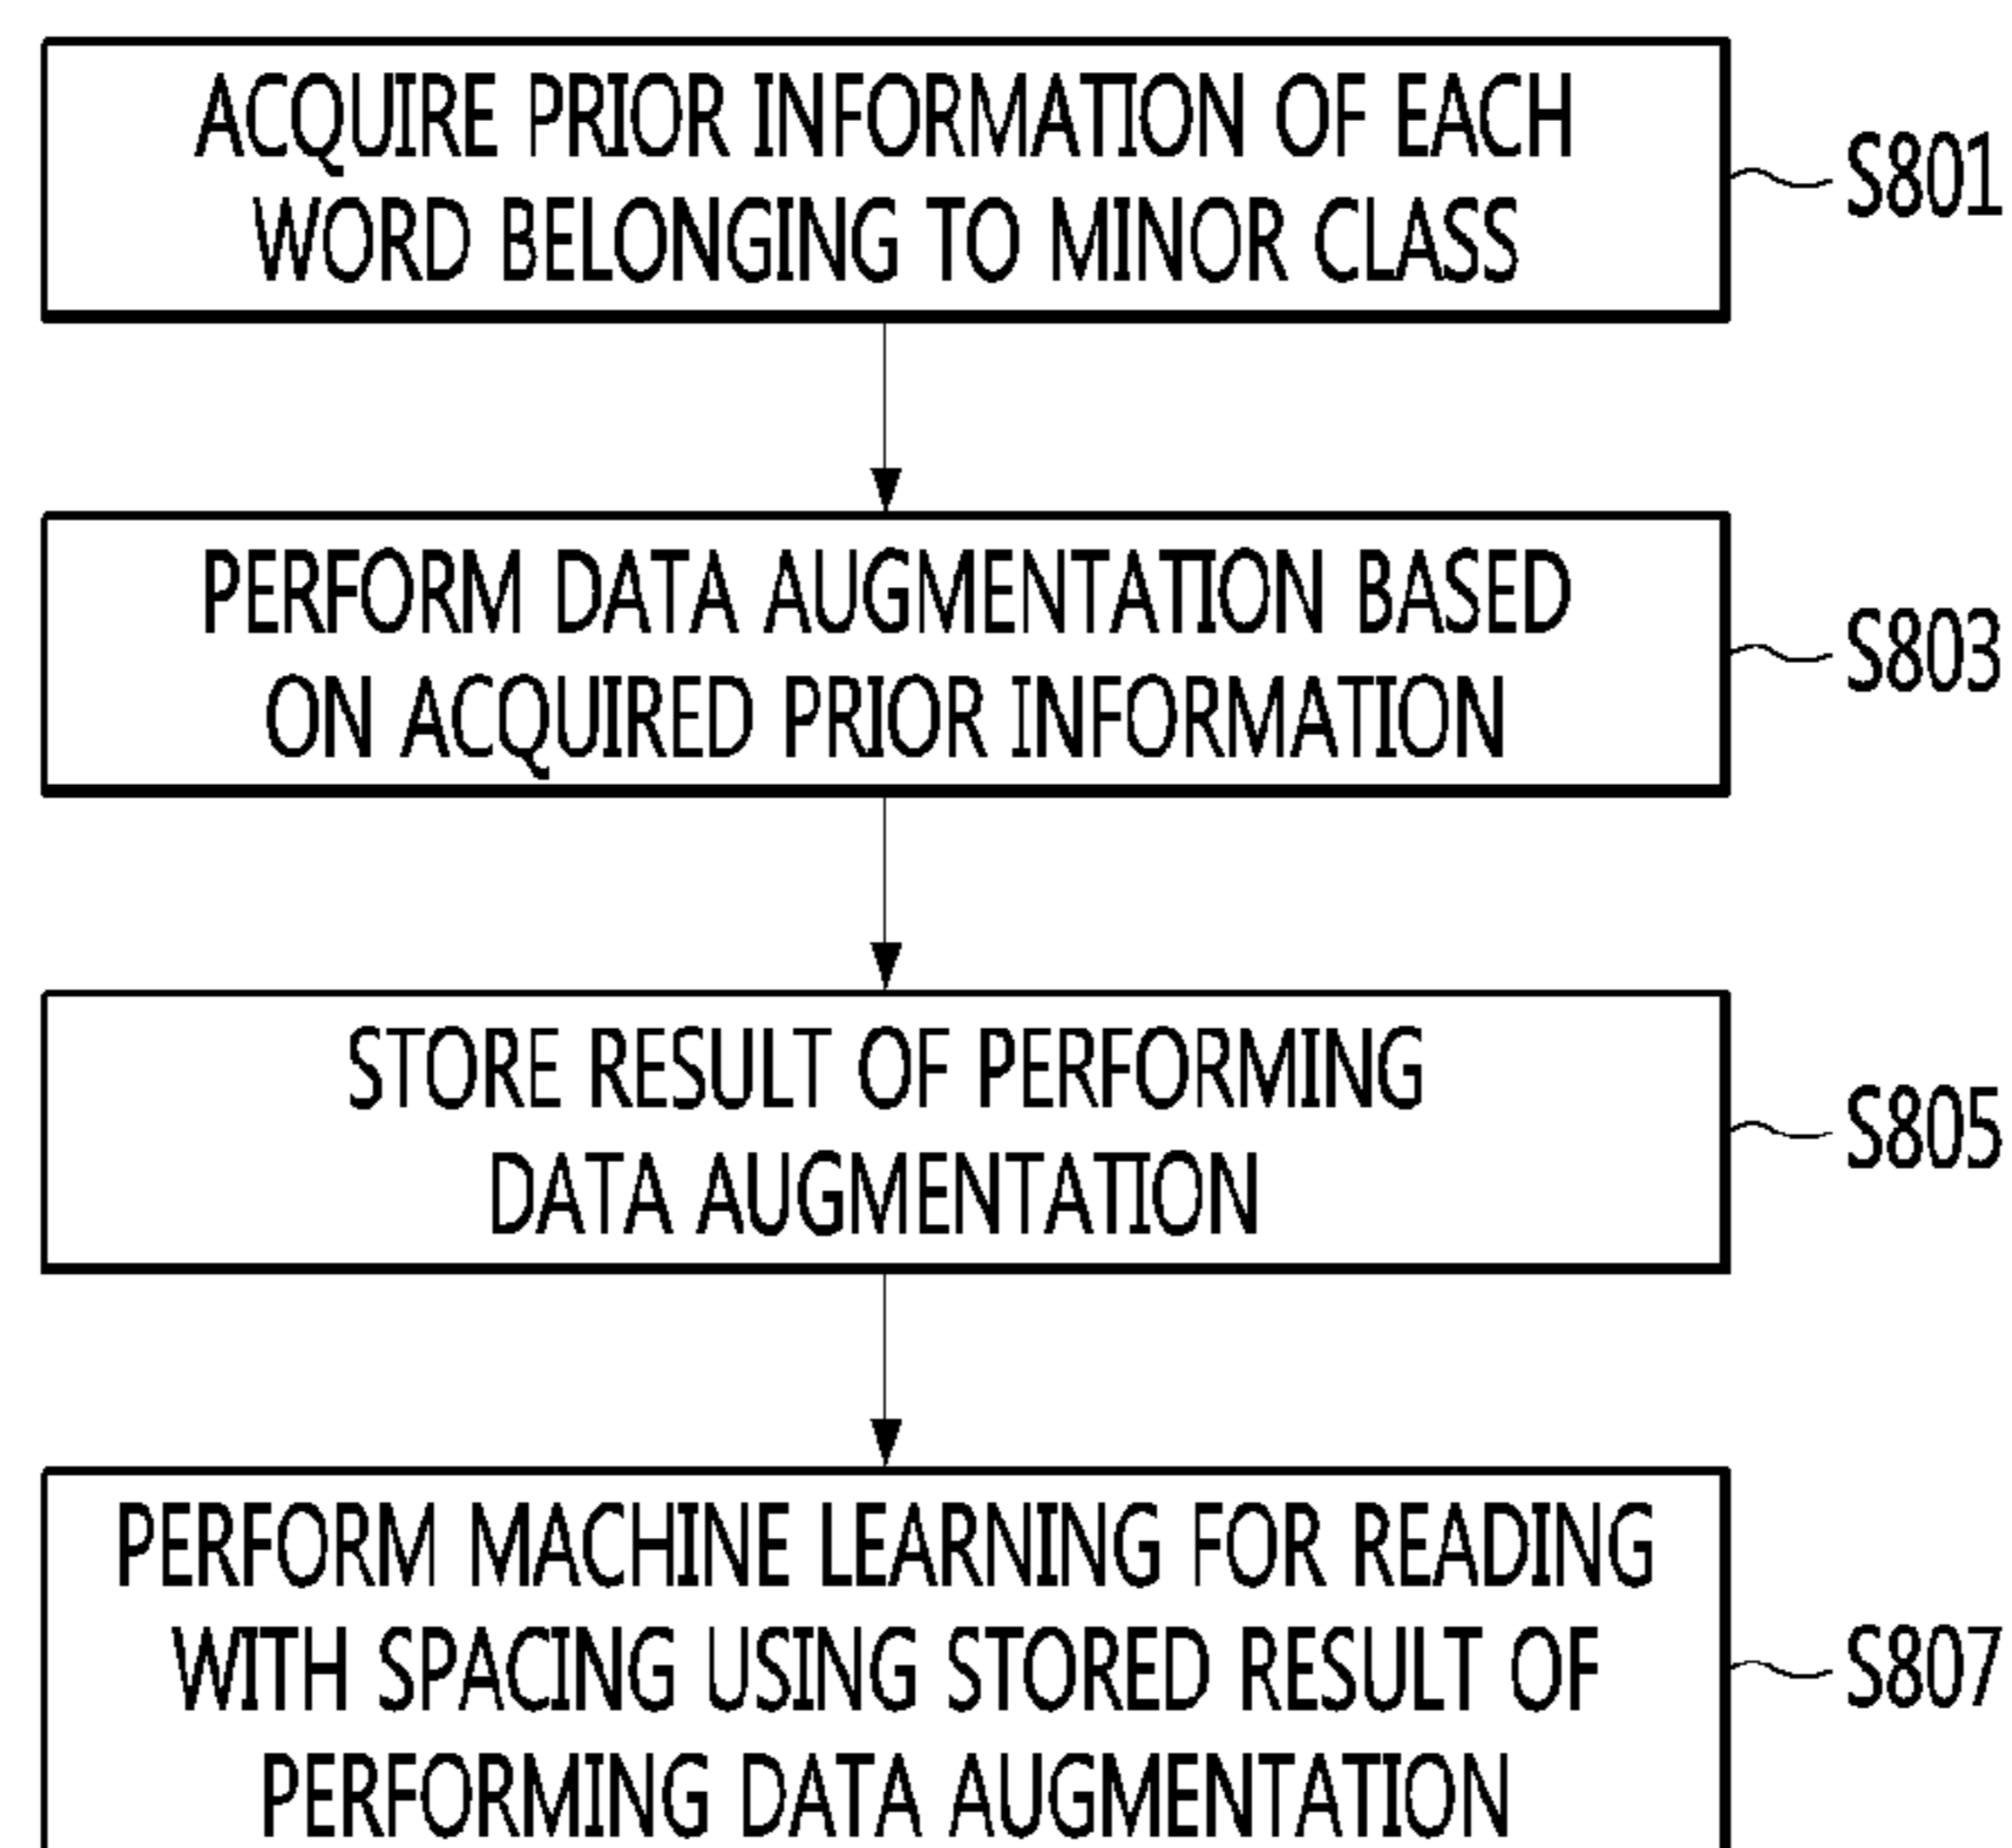 ACQUIRE PRIOR INFORMATION OF EACH
WORD BELONGING TO MINOR CLASS
S801
PERFORM DATA AUGMENTATION BASED
ON ACQUIRED PRIOR INFORMATION
S803
STORE RESULT OF PERFORMING
DATA AUGMENTATION
S805
PERFORM MACHINE LEARNING FOR READING
WITH SPACING USING STORED RESULT OF
PERFORMING DATA AUGMENTATION
S807